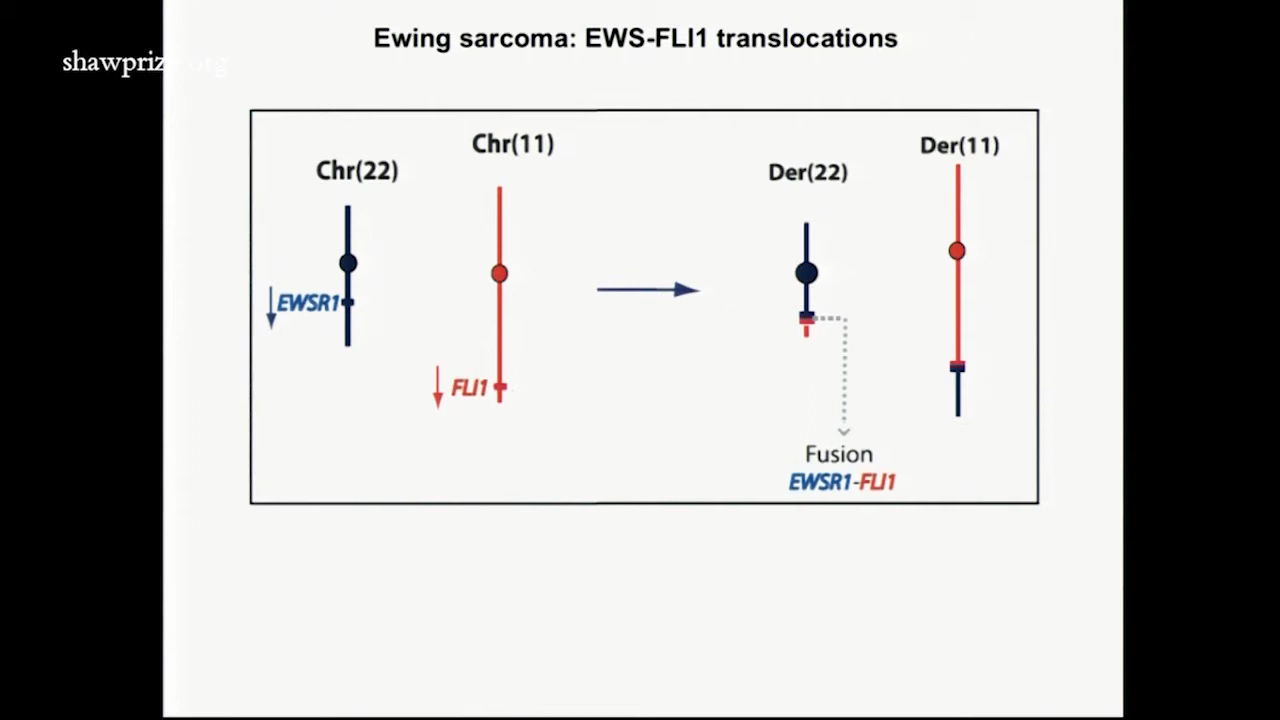 Ewing sarcoma: EWS-FLI1 translocations
shawprize.org
Chr(22)
Chr(11)
EWSR1
FLI1
Der(22)
Der(11)
Fusion
EWSR1-FLI1